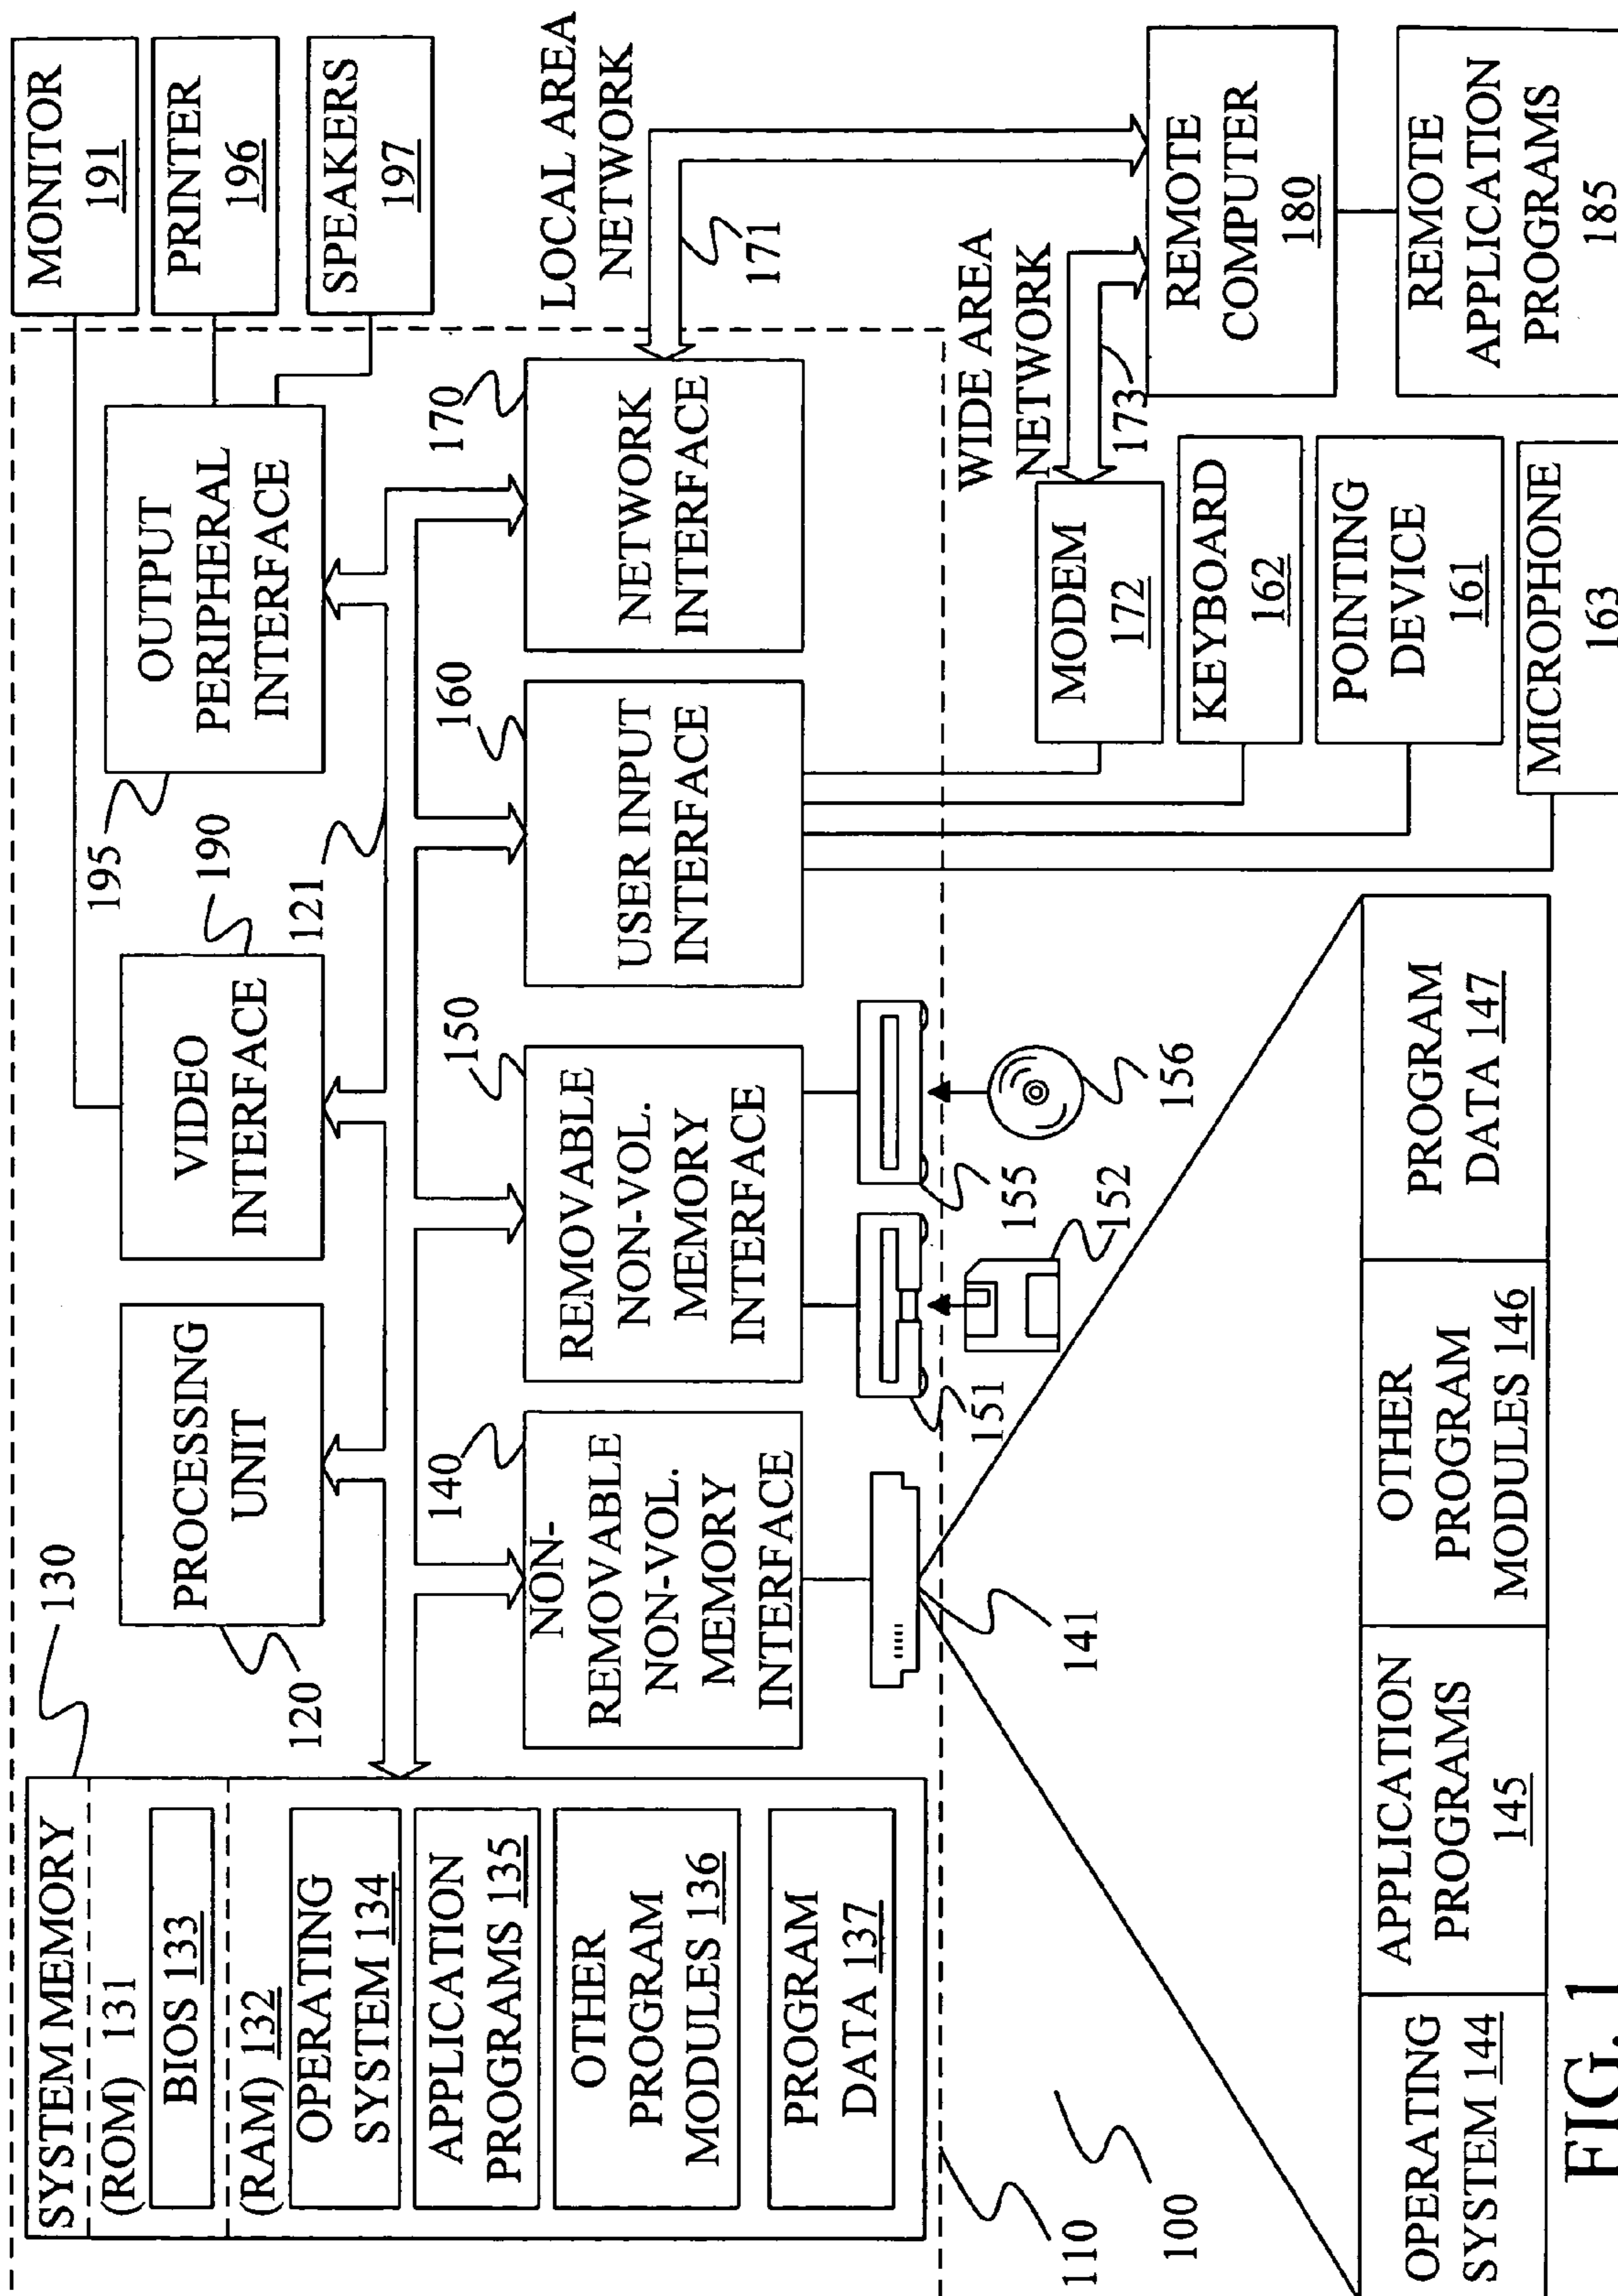 SYSTEM MEMORY
(ROM) 131
BIOS 133
(RAM) 132
OPERATING
SYSTEM 134
APPLICATION
PROGRAMS 135
OTHER
PROGRAM
MODULES 136
PROGRAM
DATA 137
130
PROCESSING
UNIT
120
VIDEO
INTERFACE
190
121
OUTPUT
PERIPHERAL
INTERFACE
195
MONITOR
191
PRINTER
196
SPEAKERS
197
NON-
REMOVABLE
NON-VOL.
MEMORY
INTERFACE
140
REMOVABLE
NON-VOL.
MEMORY
INTERFACE
150
USER INPUT
INTERFACE
160
NETWORK
INTERFACE
170
LOCAL AREA
NETWORK
171
141
151
152
155
156
WIDE AREA
NETWORK
173
MODEM
172
KEYBOARD
162
POINTING
DEVICE
161
MICROPHONE
163
REMOTE
COMPUTER
180
REMOTE
APPLICATION
PROGRAMS
185
110
100
OPERATING
SYSTEM 144
APPLICATION
PROGRAMS
145
OTHER
PROGRAM
MODULES 146
PROGRAM
DATA 147
FIG. 1